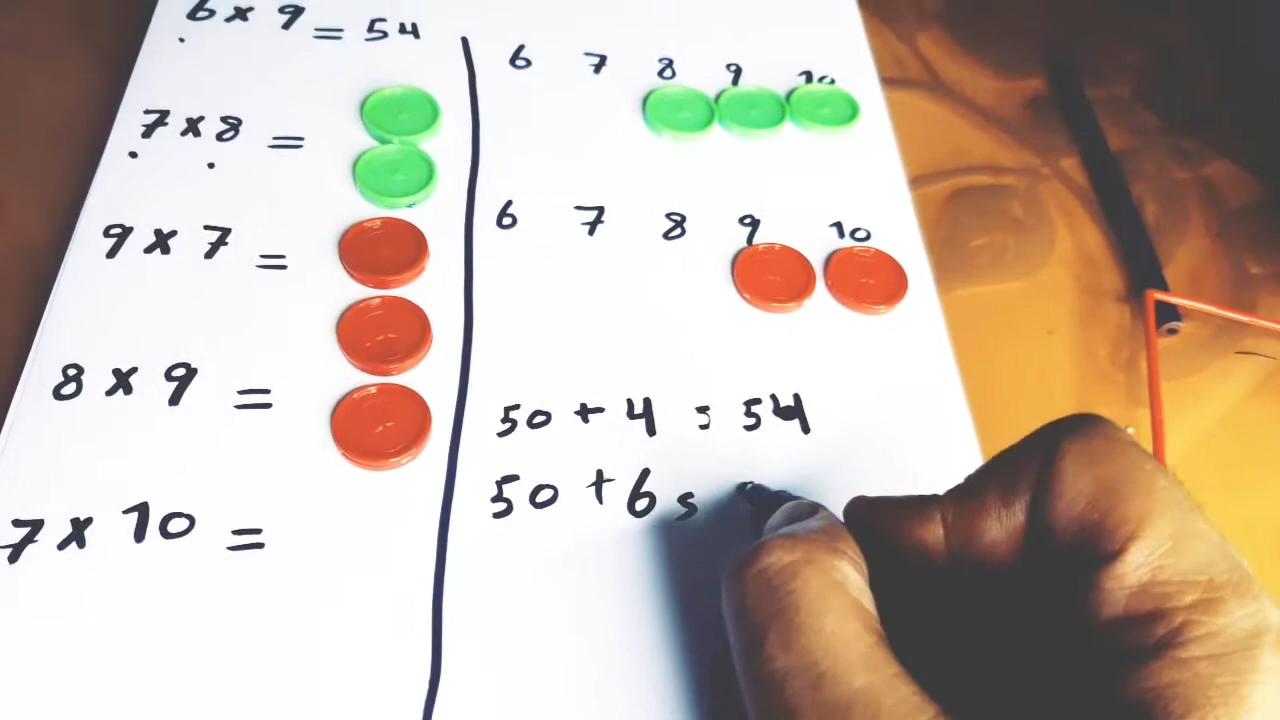 6 x 9 = 54
7 x 8 =
9 x 7 =
8 x 9 =
7 x 10 =
6 7 8 9 10
6 7 8 9 10
50 + 4 = 54
50 + 6 =